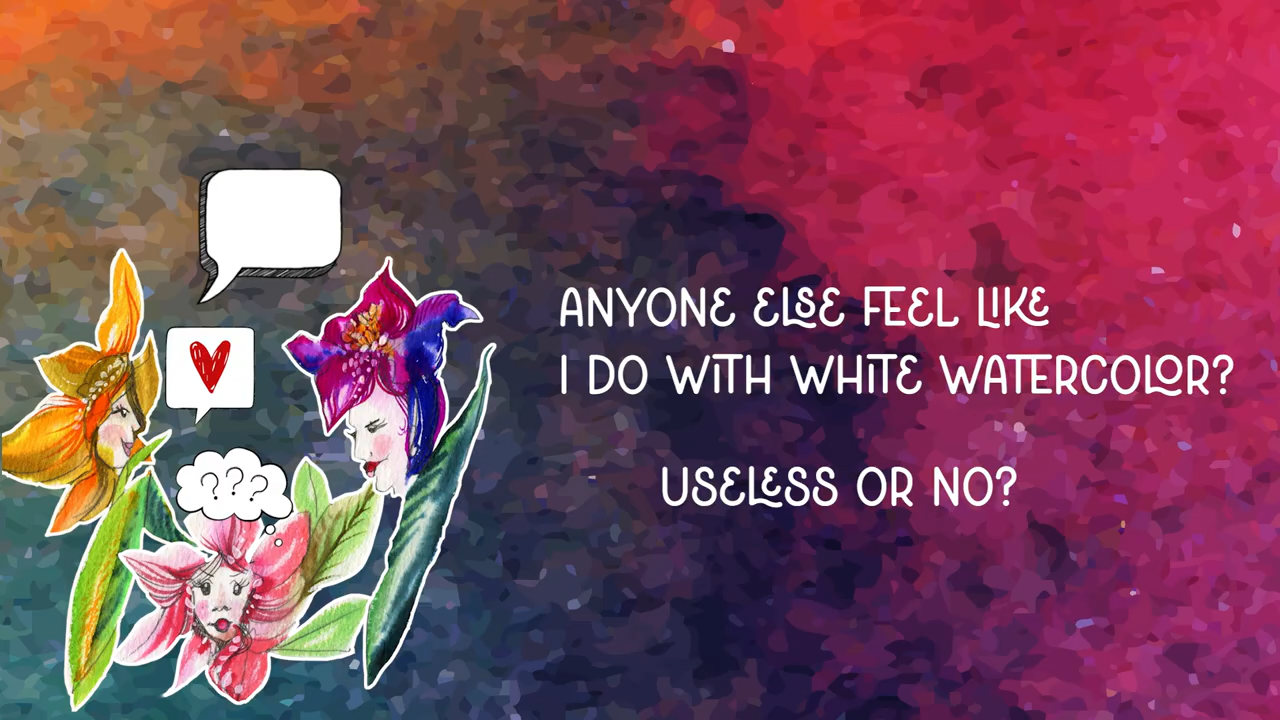 ???
ANYONE ELSE FEEL LIKE
I DO WITH WHITE WATERCOLOR?
USELESS OR NO?